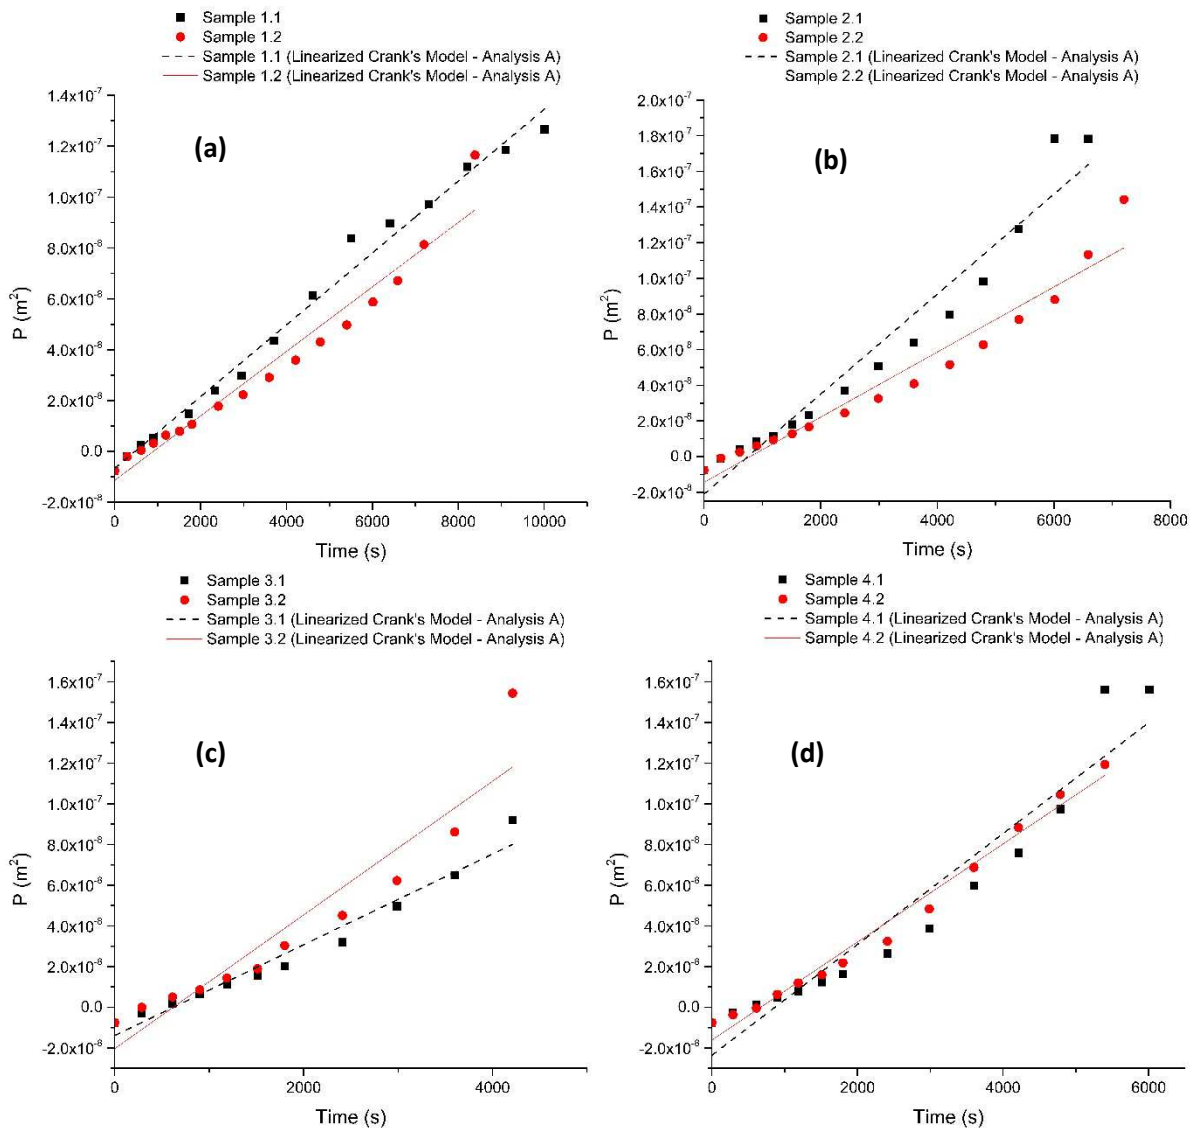 Sample 1.1
Sample 1.2
Sample 1.1 (Linearized Crank's Model - Analysis A)
Sample 1.2 (Linearized Crank's Model - Analysis A)
1.4x10⁻⁷
1.2x10⁻⁷
1.0x10⁻⁷
8.0x10⁻⁸
6.0x10⁻⁸
4.0x10⁻⁸
2.0x10⁻⁸
0.0
-2.0x10⁻⁸
P (m²)
(a)
0 2000 4000 6000 8000 10000
Time (s)
Sample 2.1
Sample 2.2
Sample 2.1 (Linearized Crank's Model - Analysis A)
Sample 2.2 (Linearized Crank's Model - Analysis A)
2.0x10⁻⁷
1.8x10⁻⁷
1.6x10⁻⁷
1.4x10⁻⁷
1.2x10⁻⁷
1.0x10⁻⁷
8.0x10⁻⁸
6.0x10⁻⁸
4.0x10⁻⁸
2.0x10⁻⁸
0.0
-2.0x10⁻⁸
P (m²)
(b)
0 2000 4000 6000 8000
Time (s)
Sample 3.1
Sample 3.2
Sample 3.1 (Linearized Crank's Model - Analysis A)
Sample 3.2 (Linearized Crank's Model - Analysis A)
1.6x10⁻⁷
1.4x10⁻⁷
1.2x10⁻⁷
1.0x10⁻⁷
8.0x10⁻⁸
6.0x10⁻⁸
4.0x10⁻⁸
2.0x10⁻⁸
0.0
-2.0x10⁻⁸
P (m²)
(c)
0 2000 4000
Time (s)
Sample 4.1
Sample 4.2
Sample 4.1 (Linearized Crank's Model - Analysis A)
Sample 4.2 (Linearized Crank's Model - Analysis A)
1.6x10⁻⁷
1.4x10⁻⁷
1.2x10⁻⁷
1.0x10⁻⁷
8.0x10⁻⁸
6.0x10⁻⁸
4.0x10⁻⁸
2.0x10⁻⁸
0.0
-2.0x10⁻⁸
P (m²)
(d)
0 2000 4000 6000
Time (s)